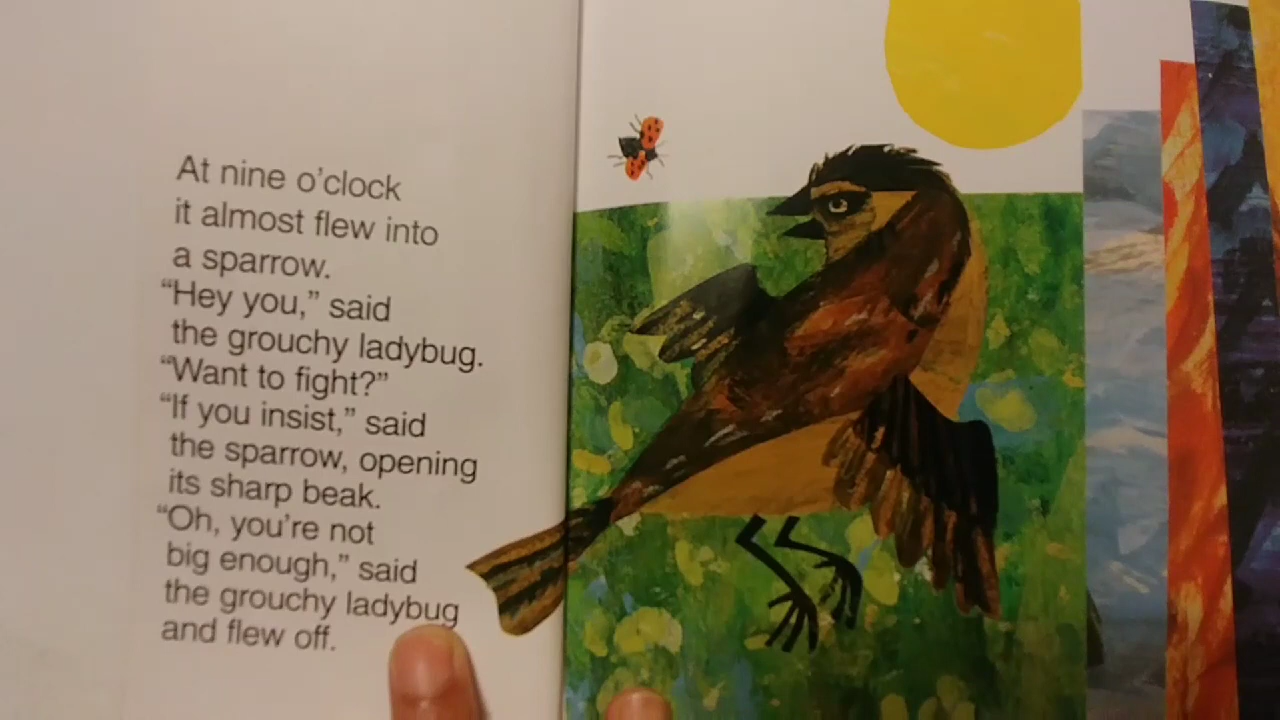 At nine o'clock
it almost flew into
a sparrow.
“Hey you,” said
the grouchy ladybug.
“Want to fight?”
“If you insist,” said
the sparrow, opening
its sharp beak.
“Oh, you're not
big enough,” said
the grouchy ladybug
and flew off.